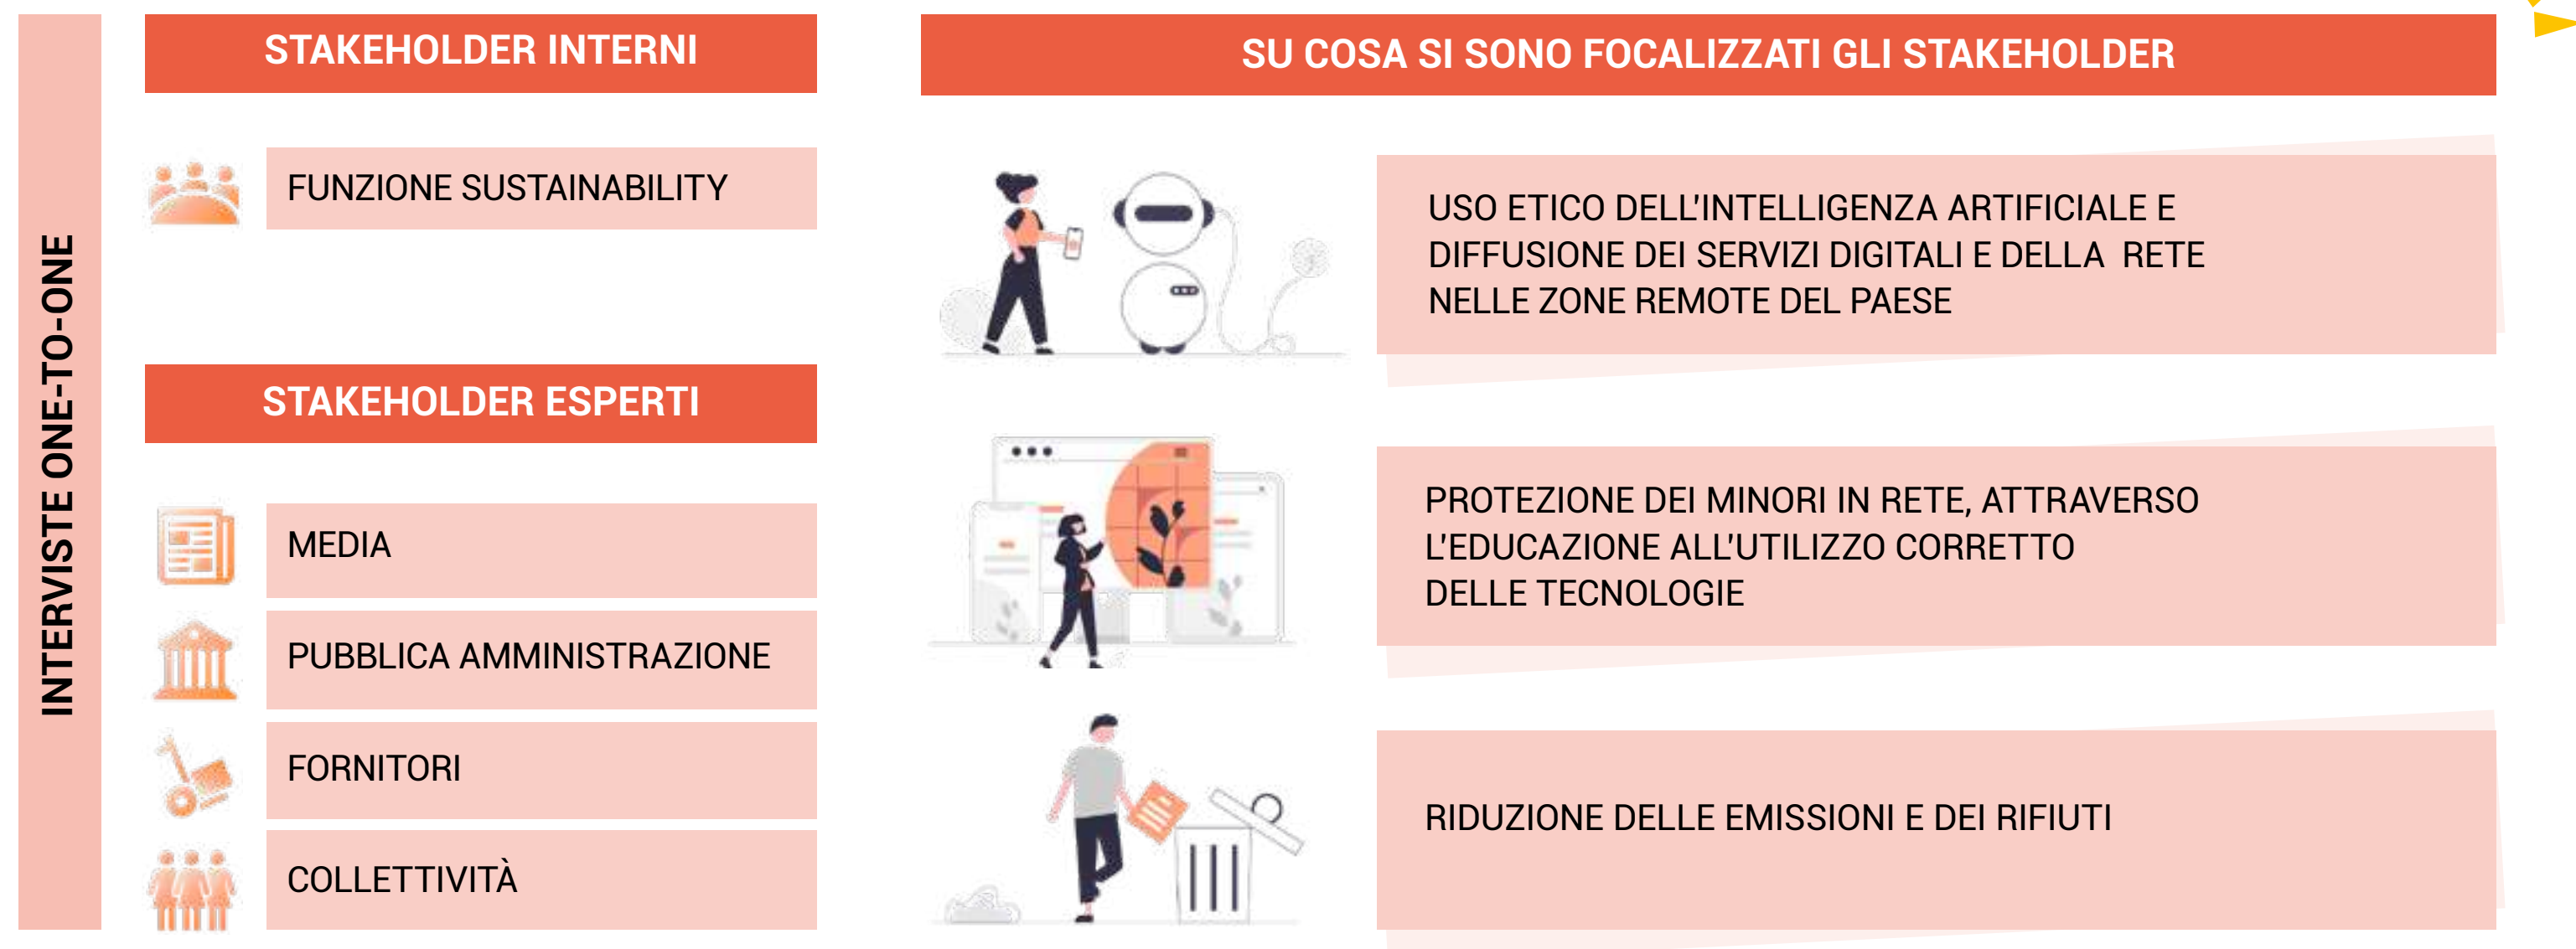 INTERVISTE ONE-TO-ONE
STAKEHOLDER INTERNI
FUNZIONE SUSTAINABILITY
STAKEHOLDER ESPERTI
MEDIA
PUBBLICA AMMINISTRAZIONE
FORNITORI
COLLETTIVITÀ
SU COSA SI SONO FOCALIZZATI GLI STAKEHOLDER
USO ETICO DELL'INTELLIGENZA ARTIFICIALE E
DIFFUSIONE DEI SERVIZI DIGITALI E DELLA RETE
NELLE ZONE REMOTE DEL PAESE
PROTEZIONE DEI MINORI IN RETE, ATTRAVERSO
L'EDUCAZIONE ALL'UTILIZZO CORRETTO
DELLE TECNOLOGIE
RIDUZIONE DELLE EMISSIONI E DEI RIFIUTI